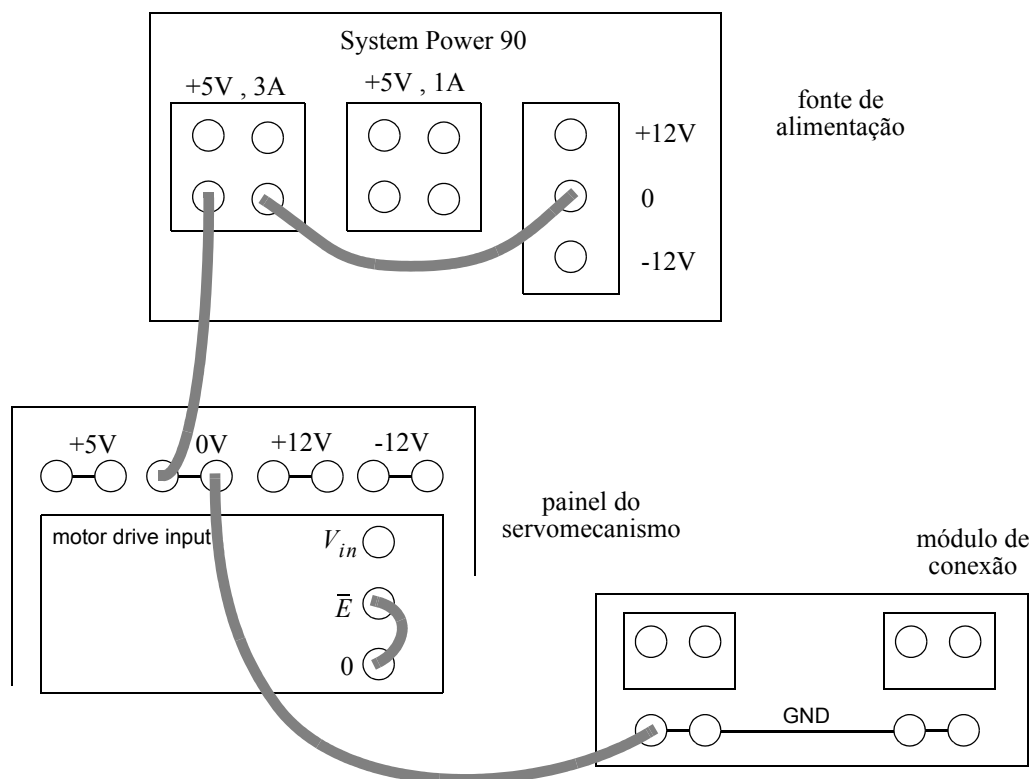 System Power 90
+5V , 3A
+5V , 1A
fonte de
alimentação
+12V
0
-12V
+5V
0V
+12V
-12V
painel do
servomecanismo
motor drive input
V_in
E̅
0
módulo de
conexão
GND